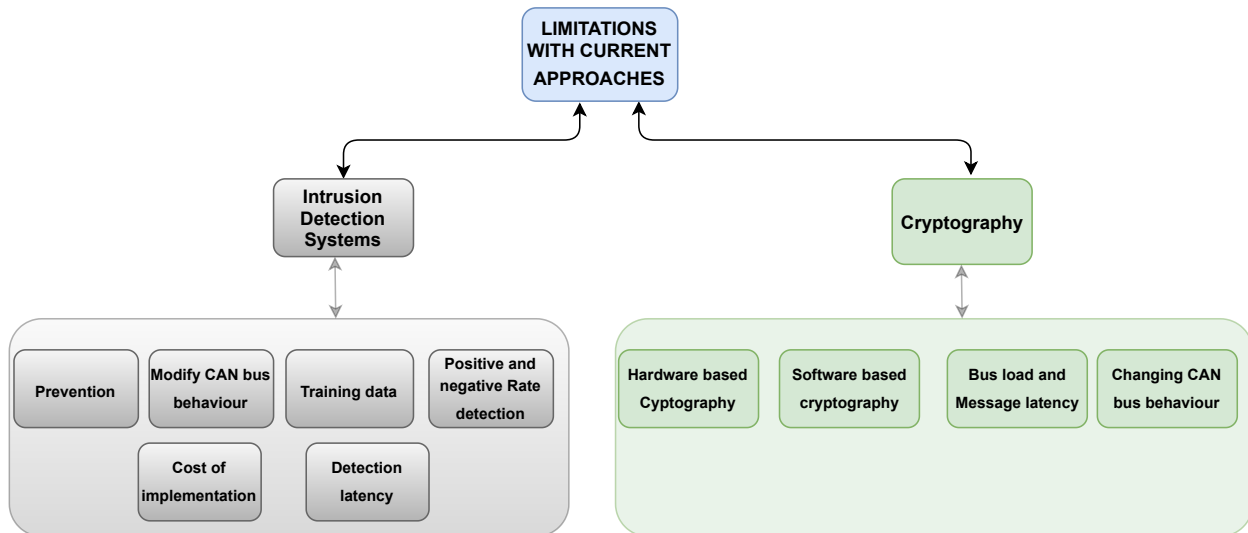 LIMITATIONS
WITH CURRENT
APPROACHES
Intrusion
Detection
Systems
Cryptography
Prevention
Modify CAN bus
behaviour
Training data
Positive and
negative Rate
detection
Cost of
implementation
Detection
latency
Hardware based
Cyptography
Software based
cryptography
Bus load and
Message latency
Changing CAN
bus behaviour